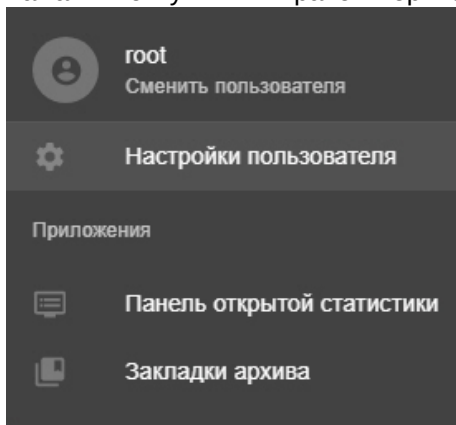 root
Сменить пользователя
Настройки пользователя
Приложения
Панель открытой статистики
Закладки архива